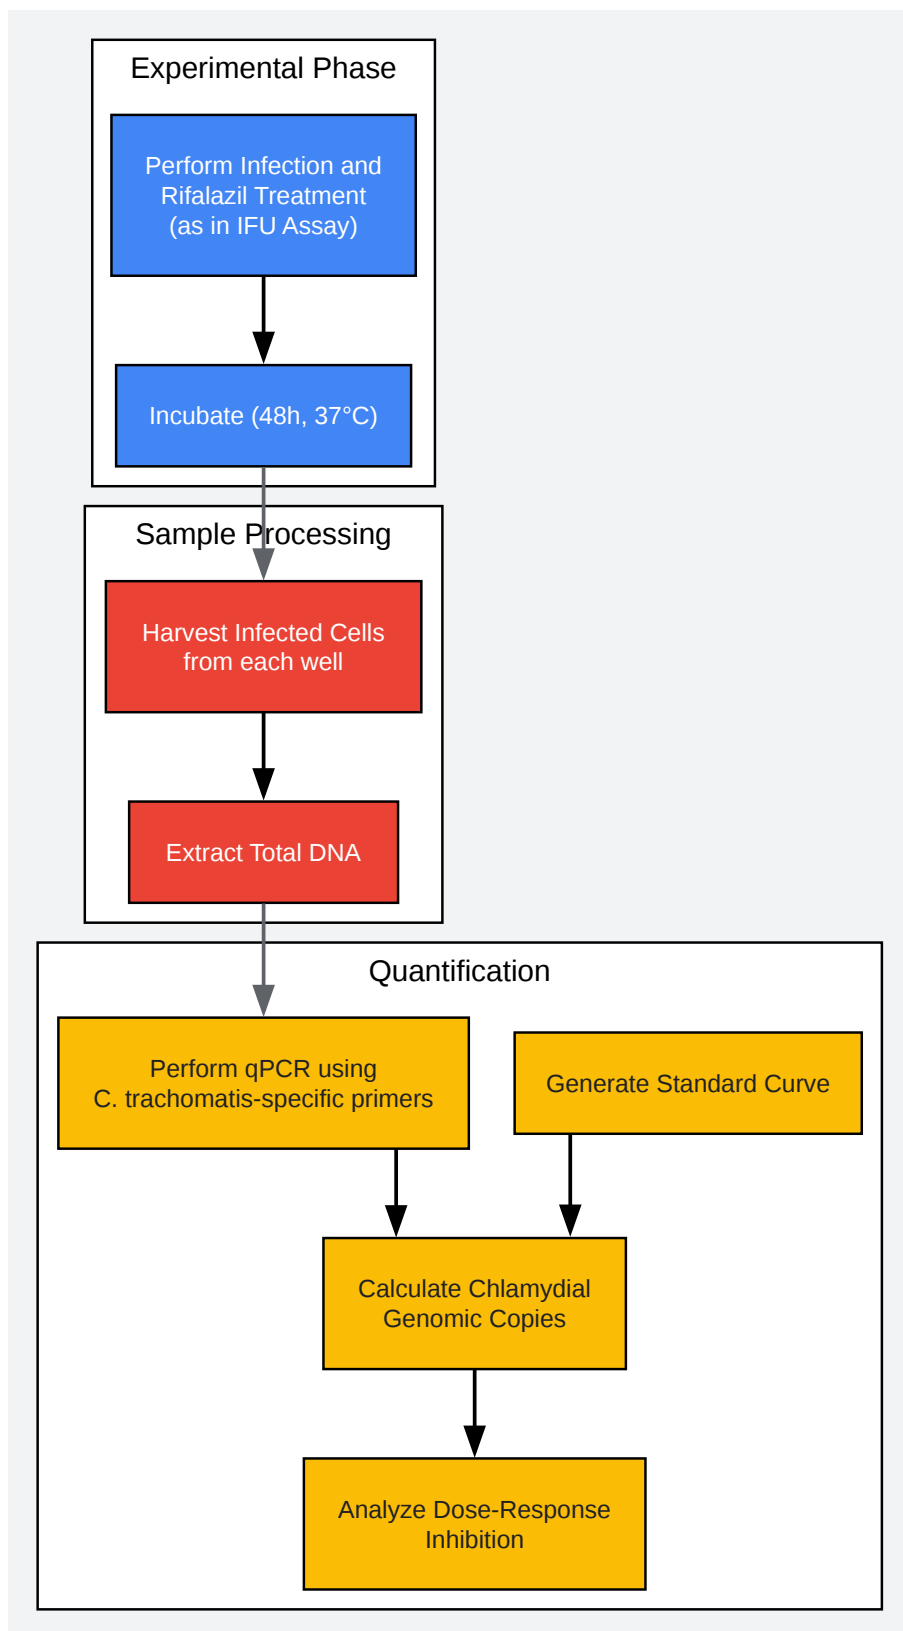 Experimental Phase
Perform Infection and
Rifalazil Treatment
(as in IFU Assay)
Incubate (48h, 37°C)
Sample Processing
Harvest Infected Cells
from each well
Extract Total DNA
Quantification
Perform qPCR using
C. trachomatis-specific primers
Generate Standard Curve
Calculate Chlamydial
Genomic Copies
Analyze Dose-Response
Inhibition